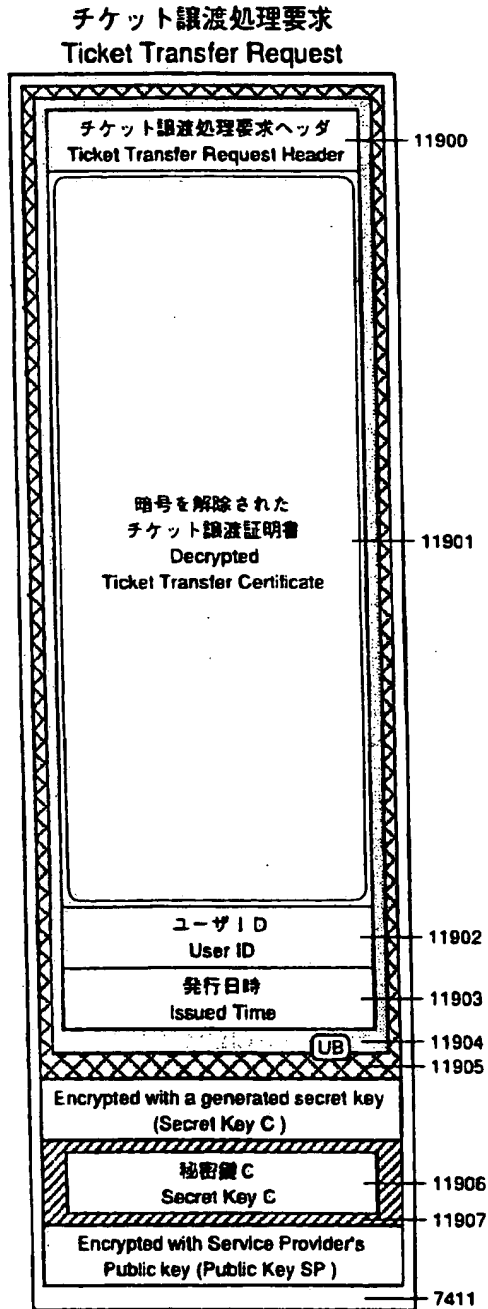 チケット譲渡処理要求
Ticket Transfer Request
チケット譲渡処理要求ヘッダ
Ticket Transfer Request Header
11900
暗号を解除された
チケット譲渡証明書
Decrypted
Ticket Transfer Certificate
11901
ユーザID
User ID
11902
発行日時
Issued Time
11903
11904
UB
11905
Encrypted with a generated secret key
(Secret Key C )
秘密鍵C
Secret Key C
11906
11907
Encrypted with Service Provider's
Public key (Public Key SP )
7411